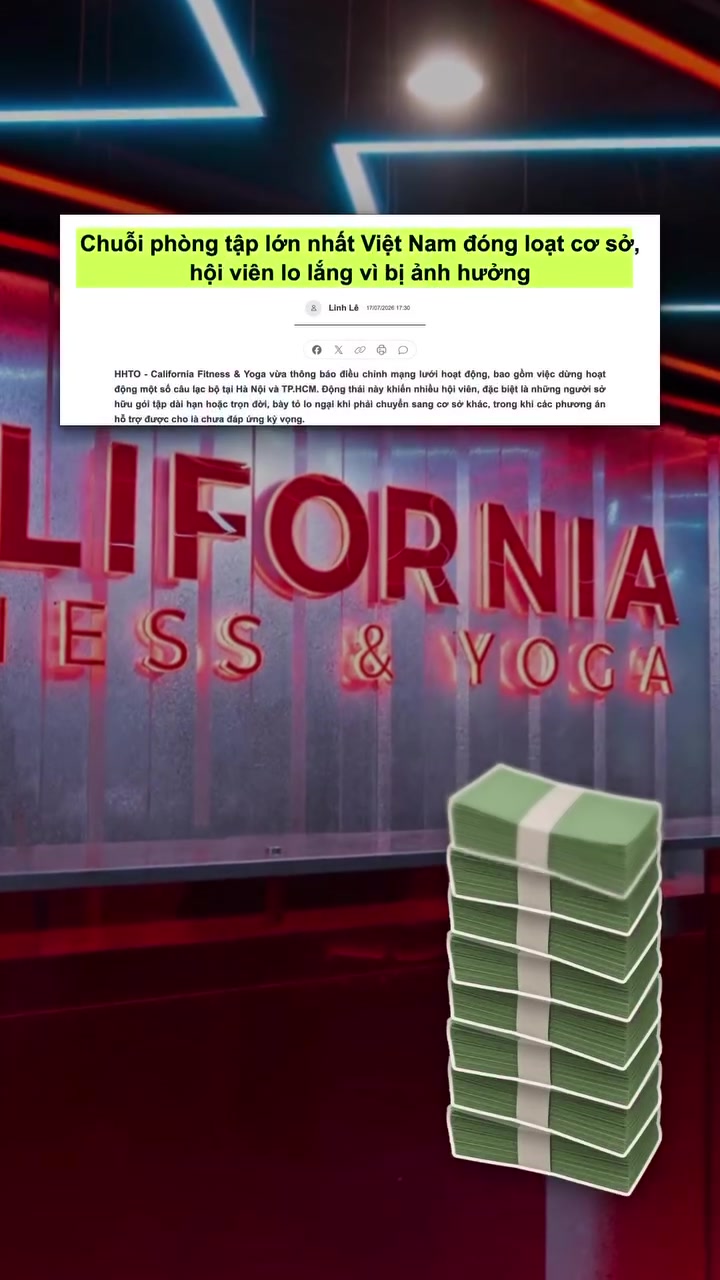 Chuỗi phòng tập lớn nhất Việt Nam đóng loạt cơ sở,
hội viên lo lắng vì bị ảnh hưởng
Linh Lê 17/07/2026 17:30
HHTO - California Fitness & Yoga vừa thông báo điều chỉnh mạng lưới hoạt động, bao gồm việc dừng hoạt
động một số câu lạc bộ tại Hà Nội và TP.HCM. Động thái này khiến nhiều hội viên, đặc biệt là những người sở
hữu gói tập dài hạn hoặc trọn đời, bày tỏ lo ngại khi phải chuyển sang cơ sở khác, trong khi các phương án
hỗ trợ được cho là chưa đáp ứng kỳ vọng.
LIFORNIA
ESS & YOGA